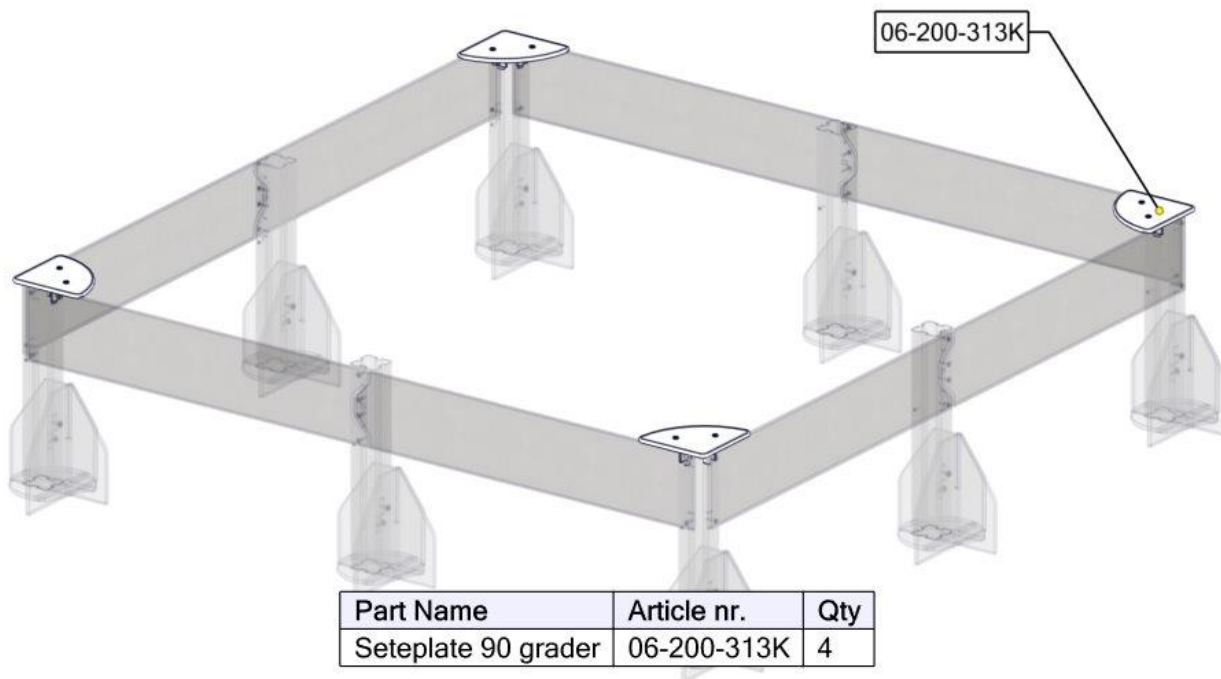 06-200-313K
Part Name Article nr. Qty
Seteplate 90 grader 06-200-313K 4